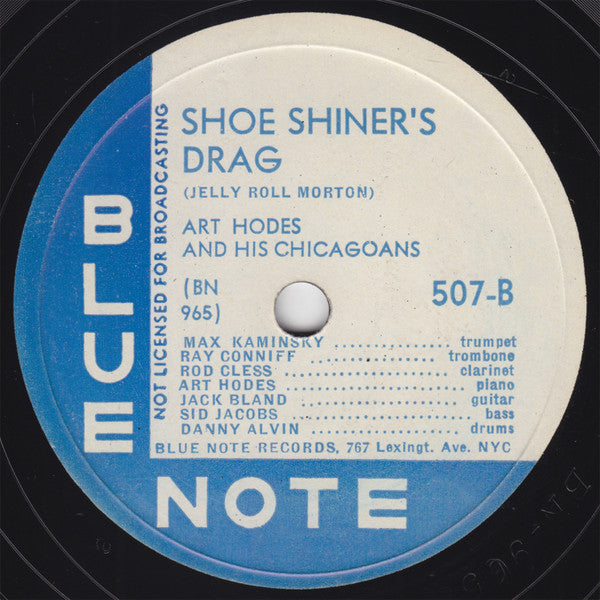 SHOE SHINER'S
DRAG
(JELLY ROLL MORTON)
ART HODES
AND HIS CHICAGOANS
(BN
965)
507-B
MAX KAMINSKY .................... trumpet
RAY CONNIFF ................ trombone
ROD CLESS .......................... clarinet
ART HODES ............................ piano
JACK BLAND ........................ guitar
SID JACOBS ............................ bass
DANNY ALVIN ...................... drums
BLUE NOTE RECORDS, 767 Lexingt. Ave. NYC
NOT LICENSED FOR BROADCASTING
BLUE
NOTE